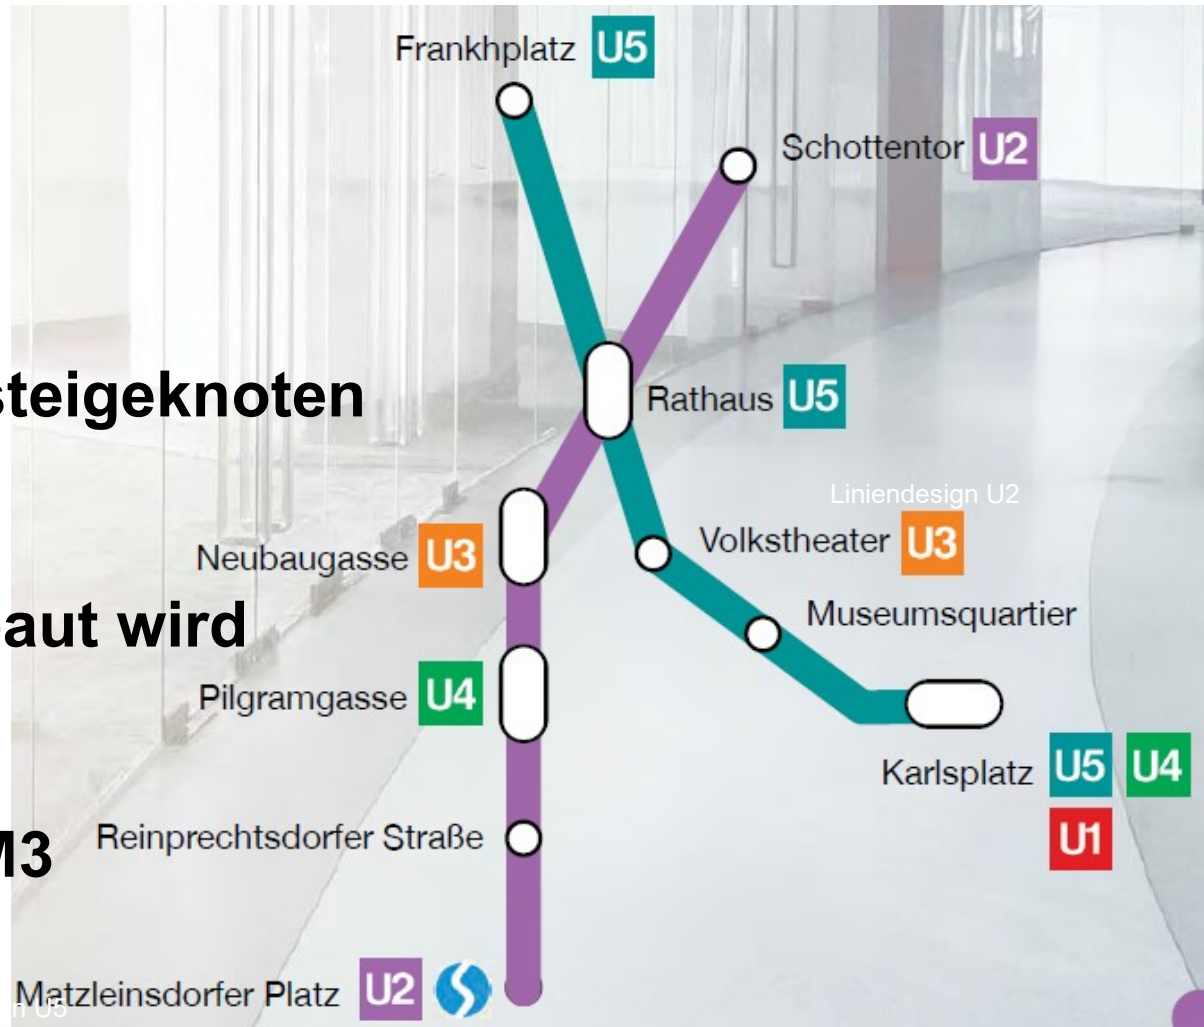 Frankhplatz U5
Schottentor U2
steigeknoten
Rathaus U5
Liniendesign U2
Neubaugasse U3
Volkstheater U3
aut wird
Museumsquartier
Pilgramgasse U4
Karlsplatz U5 U4
U1
Reinprechtsdorfer Straße
M3
Matzleinsdorfer Platz U2
n U5